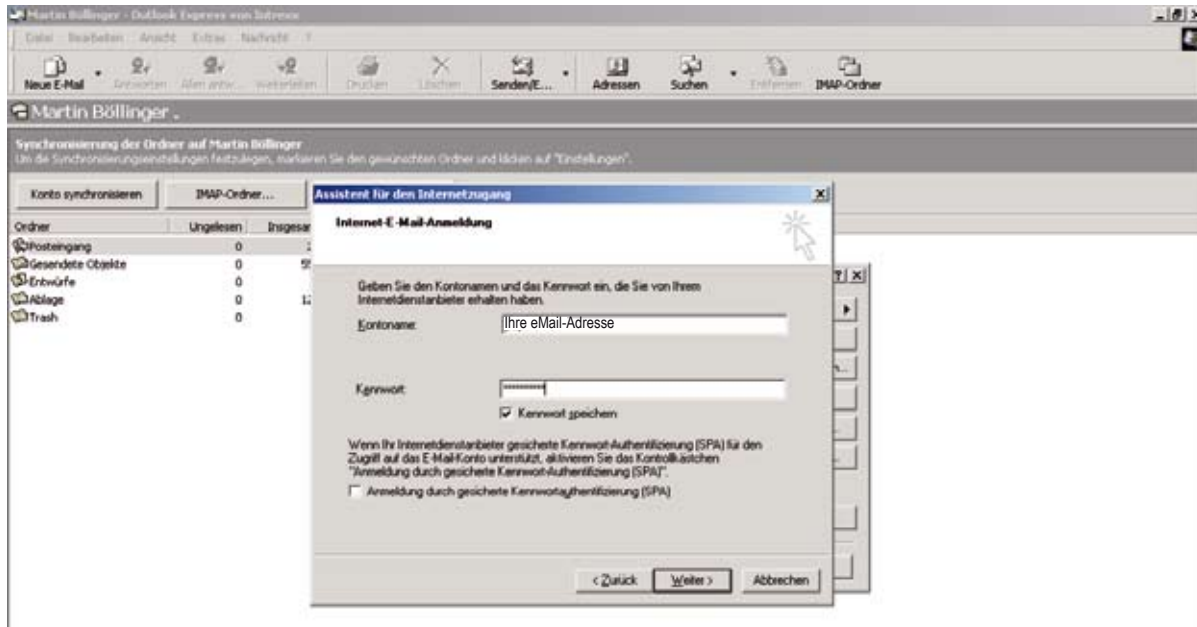 Martin Böllinger - Outlook Express von Intrexx
Datei Bearbeiten Ansicht Extras Nachricht ?
Neue E-Mail Antworten Allen antw... Weiterleiten Drucken Löschen Senden/E... Adressen Suchen Entfernen IMAP-Ordner
Martin Böllinger
Synchronisierung der Ordner auf Martin Böllinger
Um die Synchronisierungseinstellungen festzulegen, markieren Sie den gewünschten Ordner und klicken auf "Einstellungen".
Konto synchronisieren IMAP-Ordner...
Ordner Ungelesen Insgesam
Posteingang 0
Gesendete Objekte 0
Entwürfe 0
Ablage 0
Trash 0
Assistent für den Internetzugang
Internet-E-Mail-Anmeldung
Geben Sie den Kontonamen und das Kennwort ein, die Sie von Ihrem
Internetdienstanbieter erhalten haben.
Kontoname: Ihre eMail-Adresse
Kennwort:
Kennwort speichern
Wenn Ihr Internetdienstanbieter gesicherte Kennwort-Authentifizierung (SPA) für den
Zugriff auf das E-Mail-Konto unterstützt, aktivieren Sie das Kontrollkästchen
"Anmeldung durch gesicherte Kennwort-Authentifizierung (SPA)".
Anmeldung durch gesicherte Kennwortauthentifizierung (SPA)
< Zurück Weiter > Abbrechen